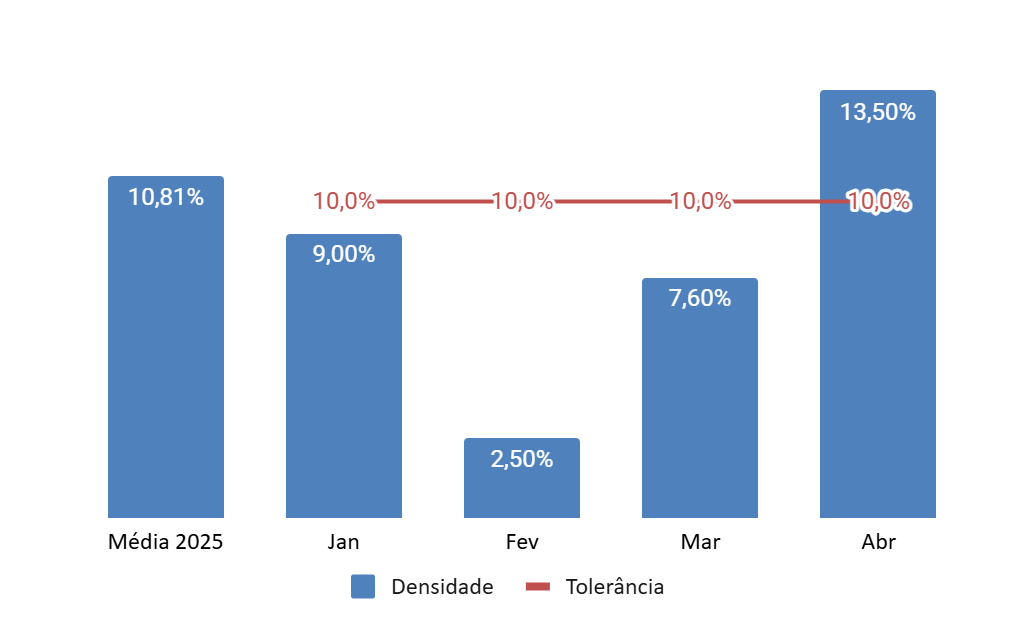 13,50%
10,81%
10,0% 10,0% 10,0% 10,0%
9,00%
7,60%
2,50%
Média 2025 Jan Fev Mar Abr
Densidade Tolerância